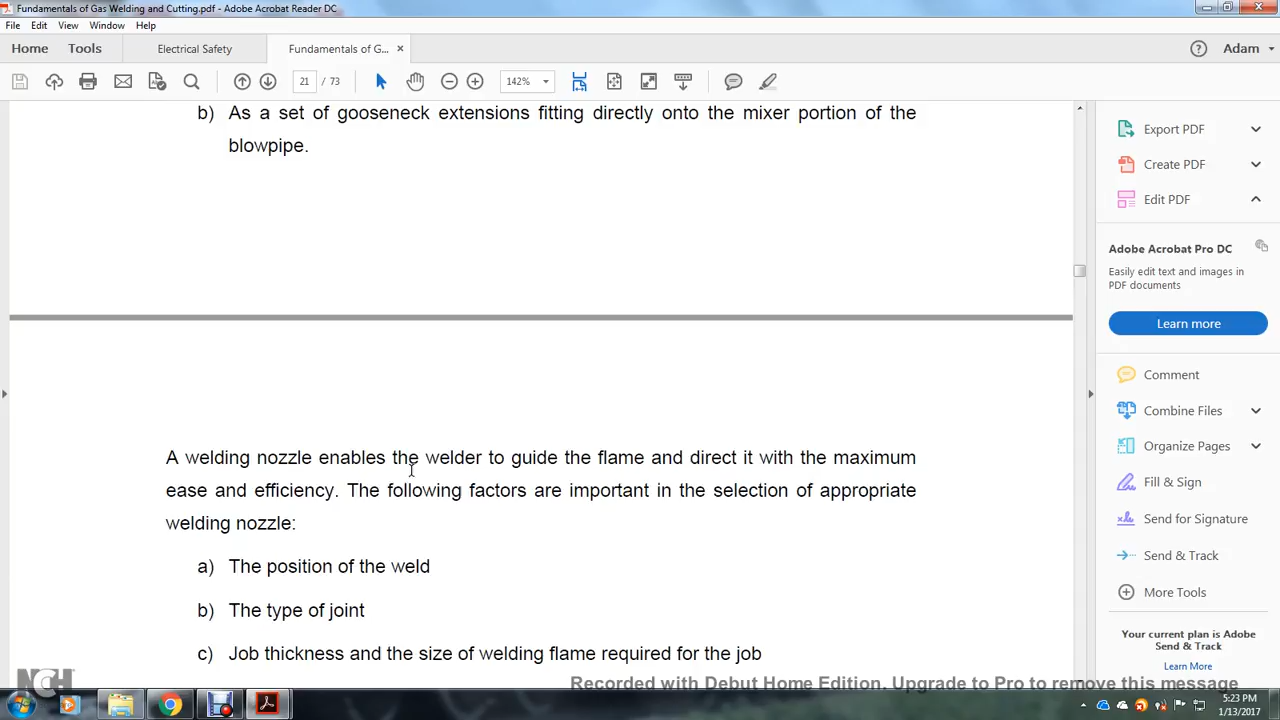 Fundamentals of Gas Welding and Cutting.pdf - Adobe Acrobat Reader DC
File Edit View Window Help
Home Tools Electrical Safety Fundamentals of G... × Adam
21 / 73 142%
b) As a set of gooseneck extensions fitting directly onto the mixer portion of the
blowpipe.
A welding nozzle enables the welder to guide the flame and direct it with the maximum
ease and efficiency. The following factors are important in the selection of appropriate
welding nozzle:
a) The position of the weld
b) The type of joint
c) Job thickness and the size of welding flame required for the job
Export PDF
Create PDF
Edit PDF
Adobe Acrobat Pro DC
Easily edit text and images in
PDF documents
Learn more
Comment
Combine Files
Organize Pages
Fill & Sign
Send for Signature
Send & Track
More Tools
Your current plan is Adobe
Send & Track
Learn More
NCH
Recorded with Debut Home Edition. Upgrade to Pro to remove this message
5:23 PM
1/13/2017